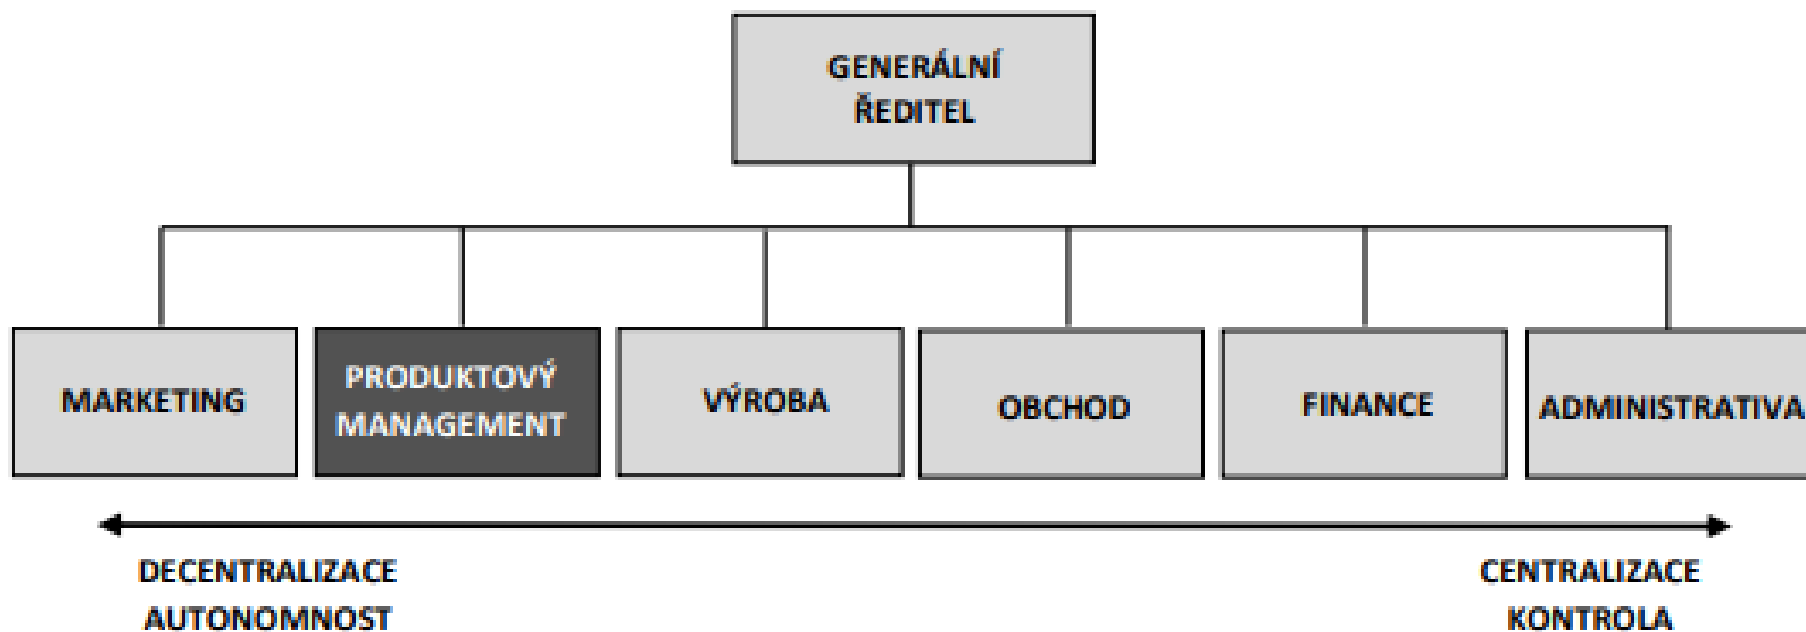 GENERÁLNÍ
ŘEDITEL
MARKETING
PRODUKTOVÝ
MANAGEMENT
VÝROBA
OBCHOD
FINANCE
ADMINISTRATIVA
DECENTRALIZACE
AUTONOMNOST
CENTRALIZACE
KONTROLA